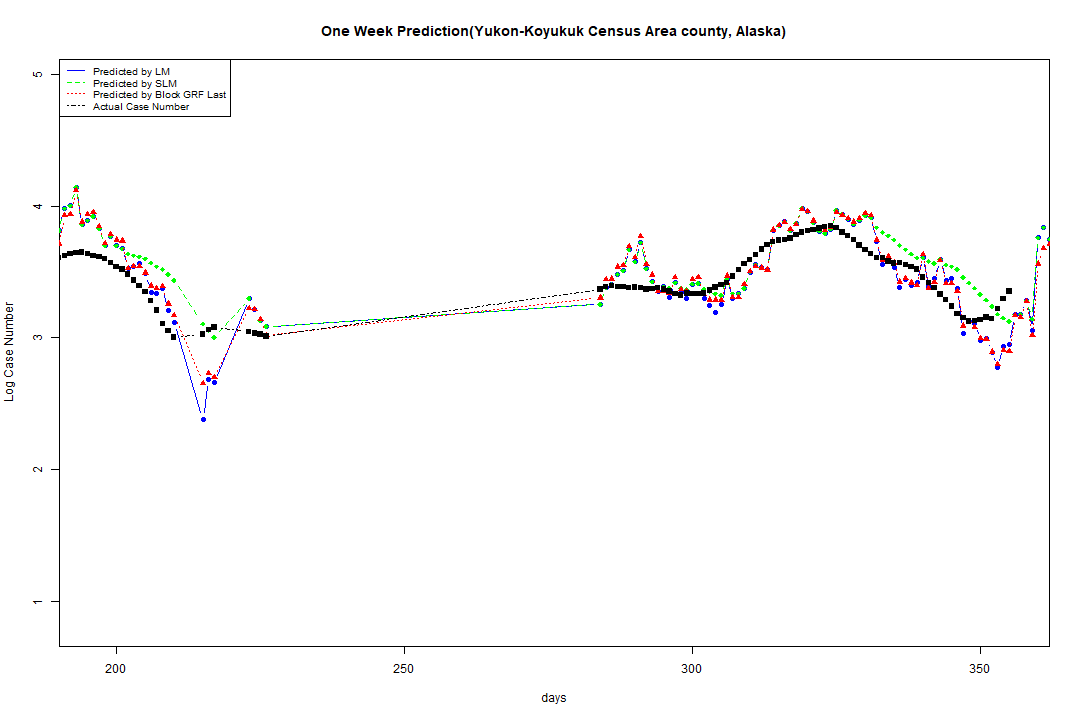 One Week Prediction(Yukon-Koyukuk Census Area county, Alaska)
Predicted by LM
Predicted by SLM
Predicted by Block GRF Last
Actual Case Number
5
4
3
2
1
Log Case Number
200
250
300
350
days